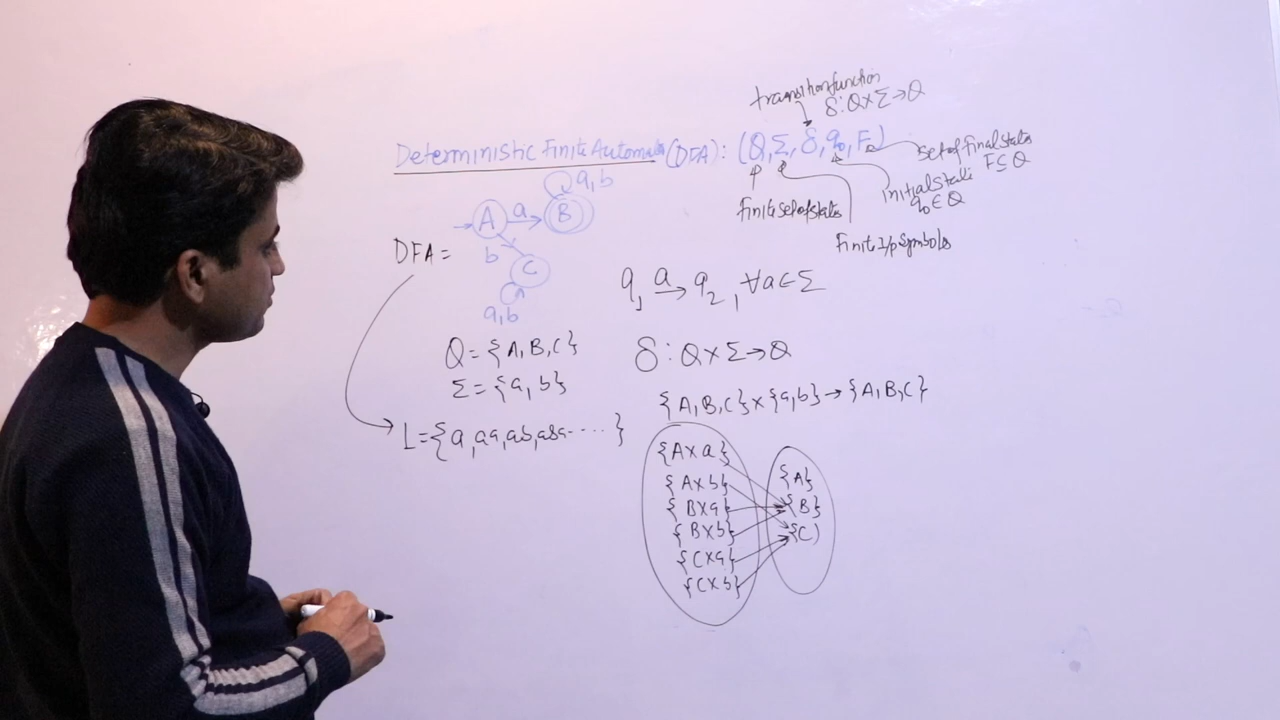 transition function
δ: Q×Σ→Q
Deterministic Finite Automata (DFA): (Q, Σ, δ, q₀, F)
set of Final states
F⊆Q
initial state
q₀∈Q
Finite set of states
Finite I/p symbols
a,b
A a B
DFA=
b
C
a,b
q₁ a→ q₂, ∀a∈Σ
Q={A,B,C}
δ: Q×Σ→Q
Σ={a,b}
{A,B,C}×{a,b}→{A,B,C}
L={a,aa,ab,aba.....}
{A×a}
{A×b}
{B×a}
{B×b}
{C×a}
{C×b}
{A}
{B}
{C}